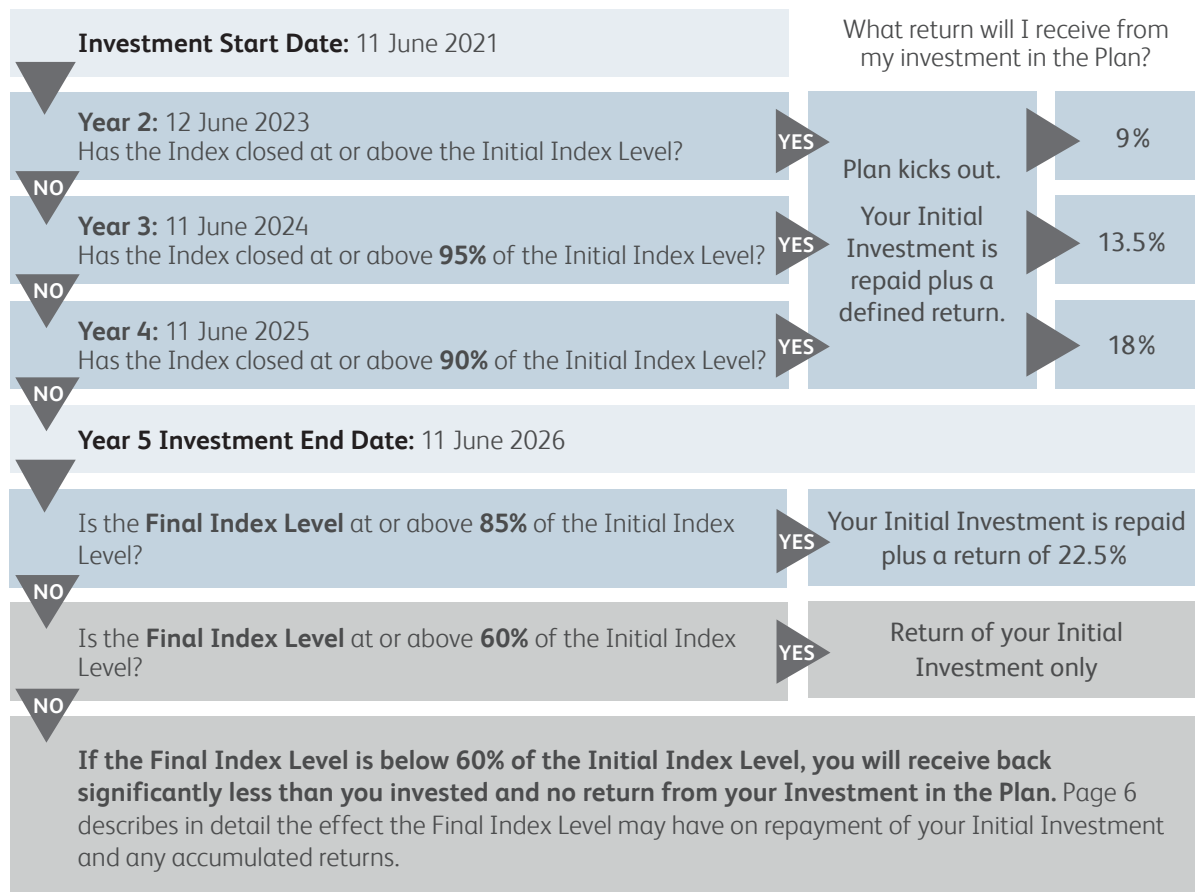 Investment Start Date: 11 June 2021
What return will I receive from
my investment in the Plan?
Year 2: 12 June 2023
Has the Index closed at or above the Initial Index Level?
YES
NO
Year 3: 11 June 2024
Has the Index closed at or above 95% of the Initial Index Level?
YES
NO
Year 4: 11 June 2025
Has the Index closed at or above 90% of the Initial Index Level?
YES
NO
Plan kicks out.
Your Initial
Investment is
repaid plus a
defined return.
9%
13.5%
18%
Year 5 Investment End Date: 11 June 2026
Is the Final Index Level at or above 85% of the Initial Index
Level?
YES
Your Initial Investment is repaid
plus a return of 22.5%
NO
Is the Final Index Level at or above 60% of the Initial Index
Level?
YES
Return of your Initial
Investment only
NO
If the Final Index Level is below 60% of the Initial Index Level, you will receive back
significantly less than you invested and no return from your Investment in the Plan. Page 6
describes in detail the effect the Final Index Level may have on repayment of your Initial Investment
and any accumulated returns.